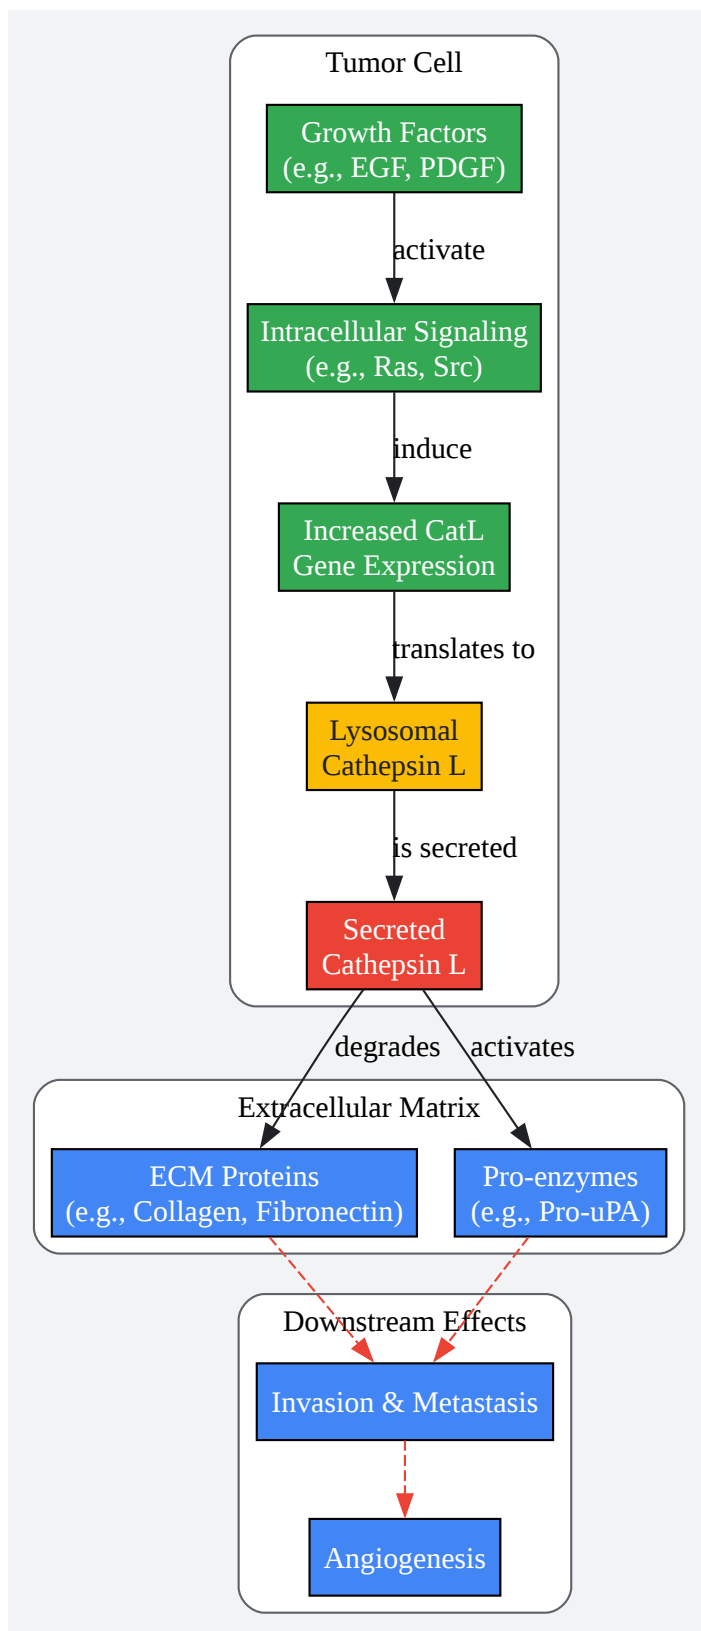 Tumor Cell
Growth Factors
(e.g., EGF, PDGF)
activate
Intracellular Signaling
(e.g., Ras, Src)
induce
Increased CatL
Gene Expression
translates to
Lysosomal
Cathepsin L
is secreted
Secreted
Cathepsin L
degrades
activates
Extracellular Matrix
ECM Proteins
(e.g., Collagen, Fibronectin)
Pro-enzymes
(e.g., Pro-uPA)
Downstream Effects
Invasion & Metastasis
Angiogenesis